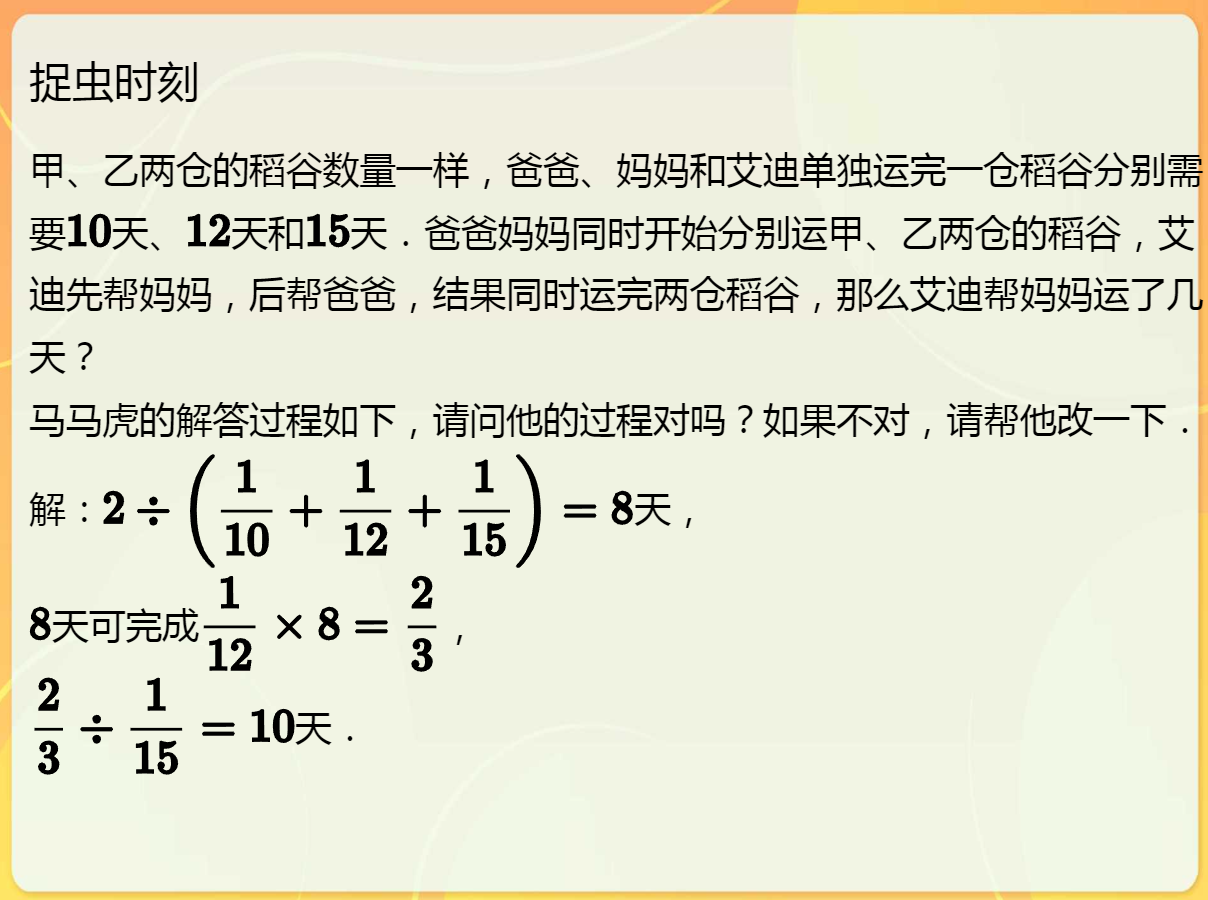 捉虫时刻
甲、乙两仓的稻谷数量一样，爸爸、妈妈和艾迪单独运完一仓稻谷分别需
要10天、12天和15天．爸爸妈妈同时开始分别运甲、乙两仓的稻谷，艾
迪先帮妈妈，后帮爸爸，结果同时运完两仓稻谷，那么艾迪帮妈妈运了几
天？
马马虎的解答过程如下，请问他的过程对吗？如果不对，请帮他改一下．
解：2÷(1/10+1/12+1/15)=8天，
8天可完成1/12×8=2/3，
2/3÷1/15=10天．